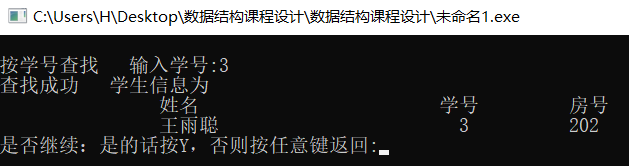 C:\Users\H\Desktop\数据结构课程设计\数据结构课程设计\未命名1.exe
按学号查找 输入学号:3
查找成功 学生信息为
姓名 学号 房号
王雨聪 3 202
是否继续：是的话按Y，否则按任意键返回: